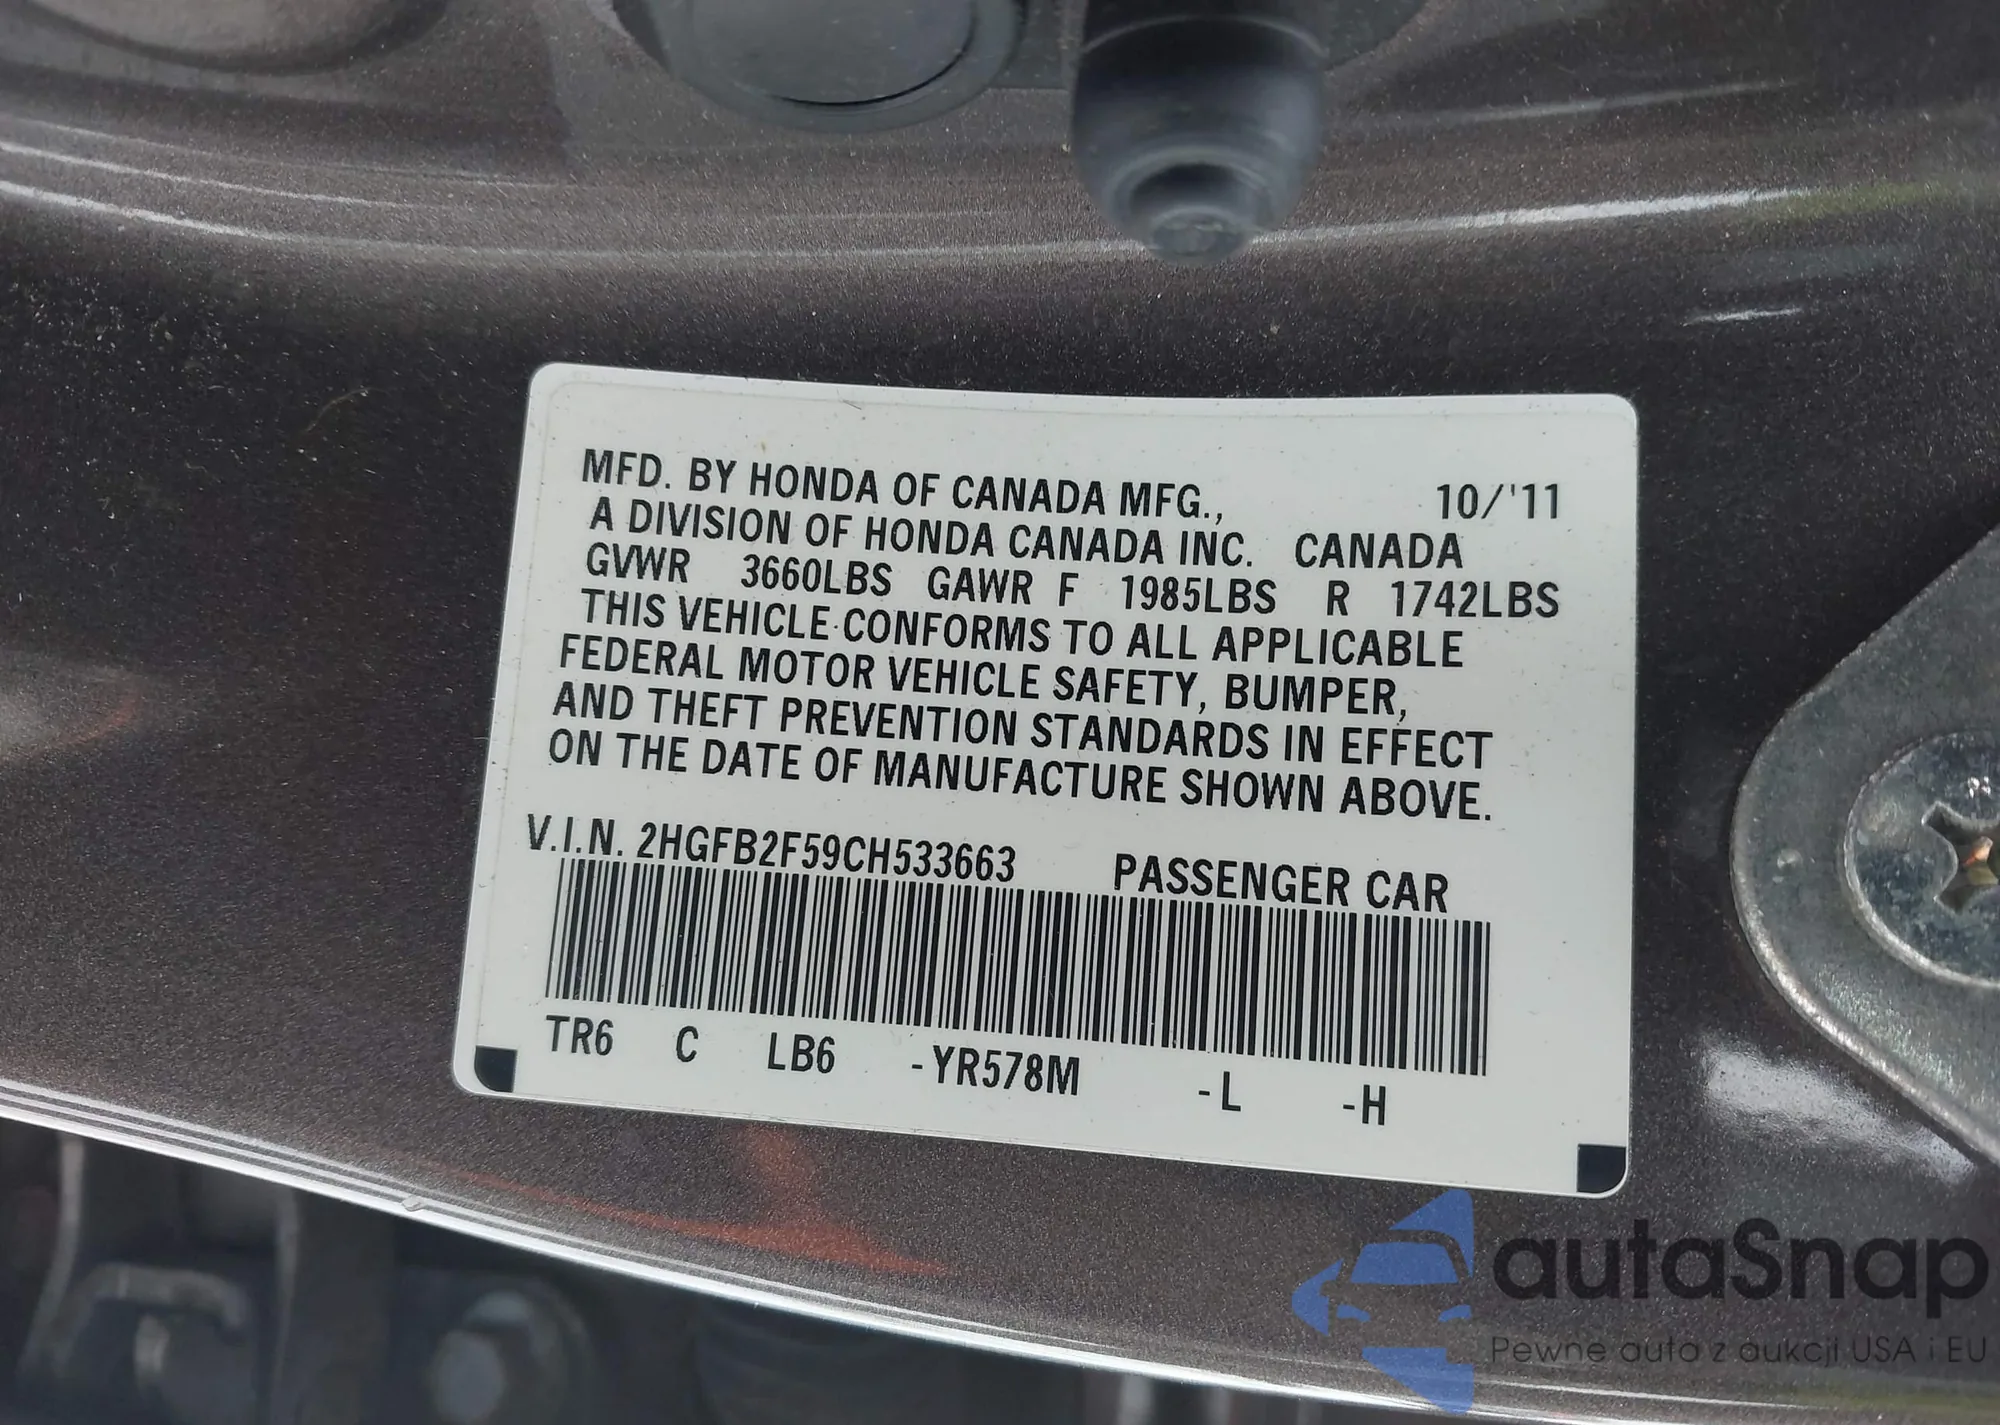 MFD. BY HONDA OF CANADA MFG., 10/'11
A DIVISION OF HONDA CANADA INC. CANADA
GVWR 3660LBS GAWR F 1985LBS R 1742LBS
THIS VEHICLE CONFORMS TO ALL APPLICABLE
FEDERAL MOTOR VEHICLE SAFETY, BUMPER,
AND THEFT PREVENTION STANDARDS IN EFFECT
ON THE DATE OF MANUFACTURE SHOWN ABOVE.
V.I.N. 2HGFB2F59CH533663 PASSENGER CAR
TR6 C LB6 -YR578M -L -H
autaSnap
Pewne auta z aukcji USA i EU